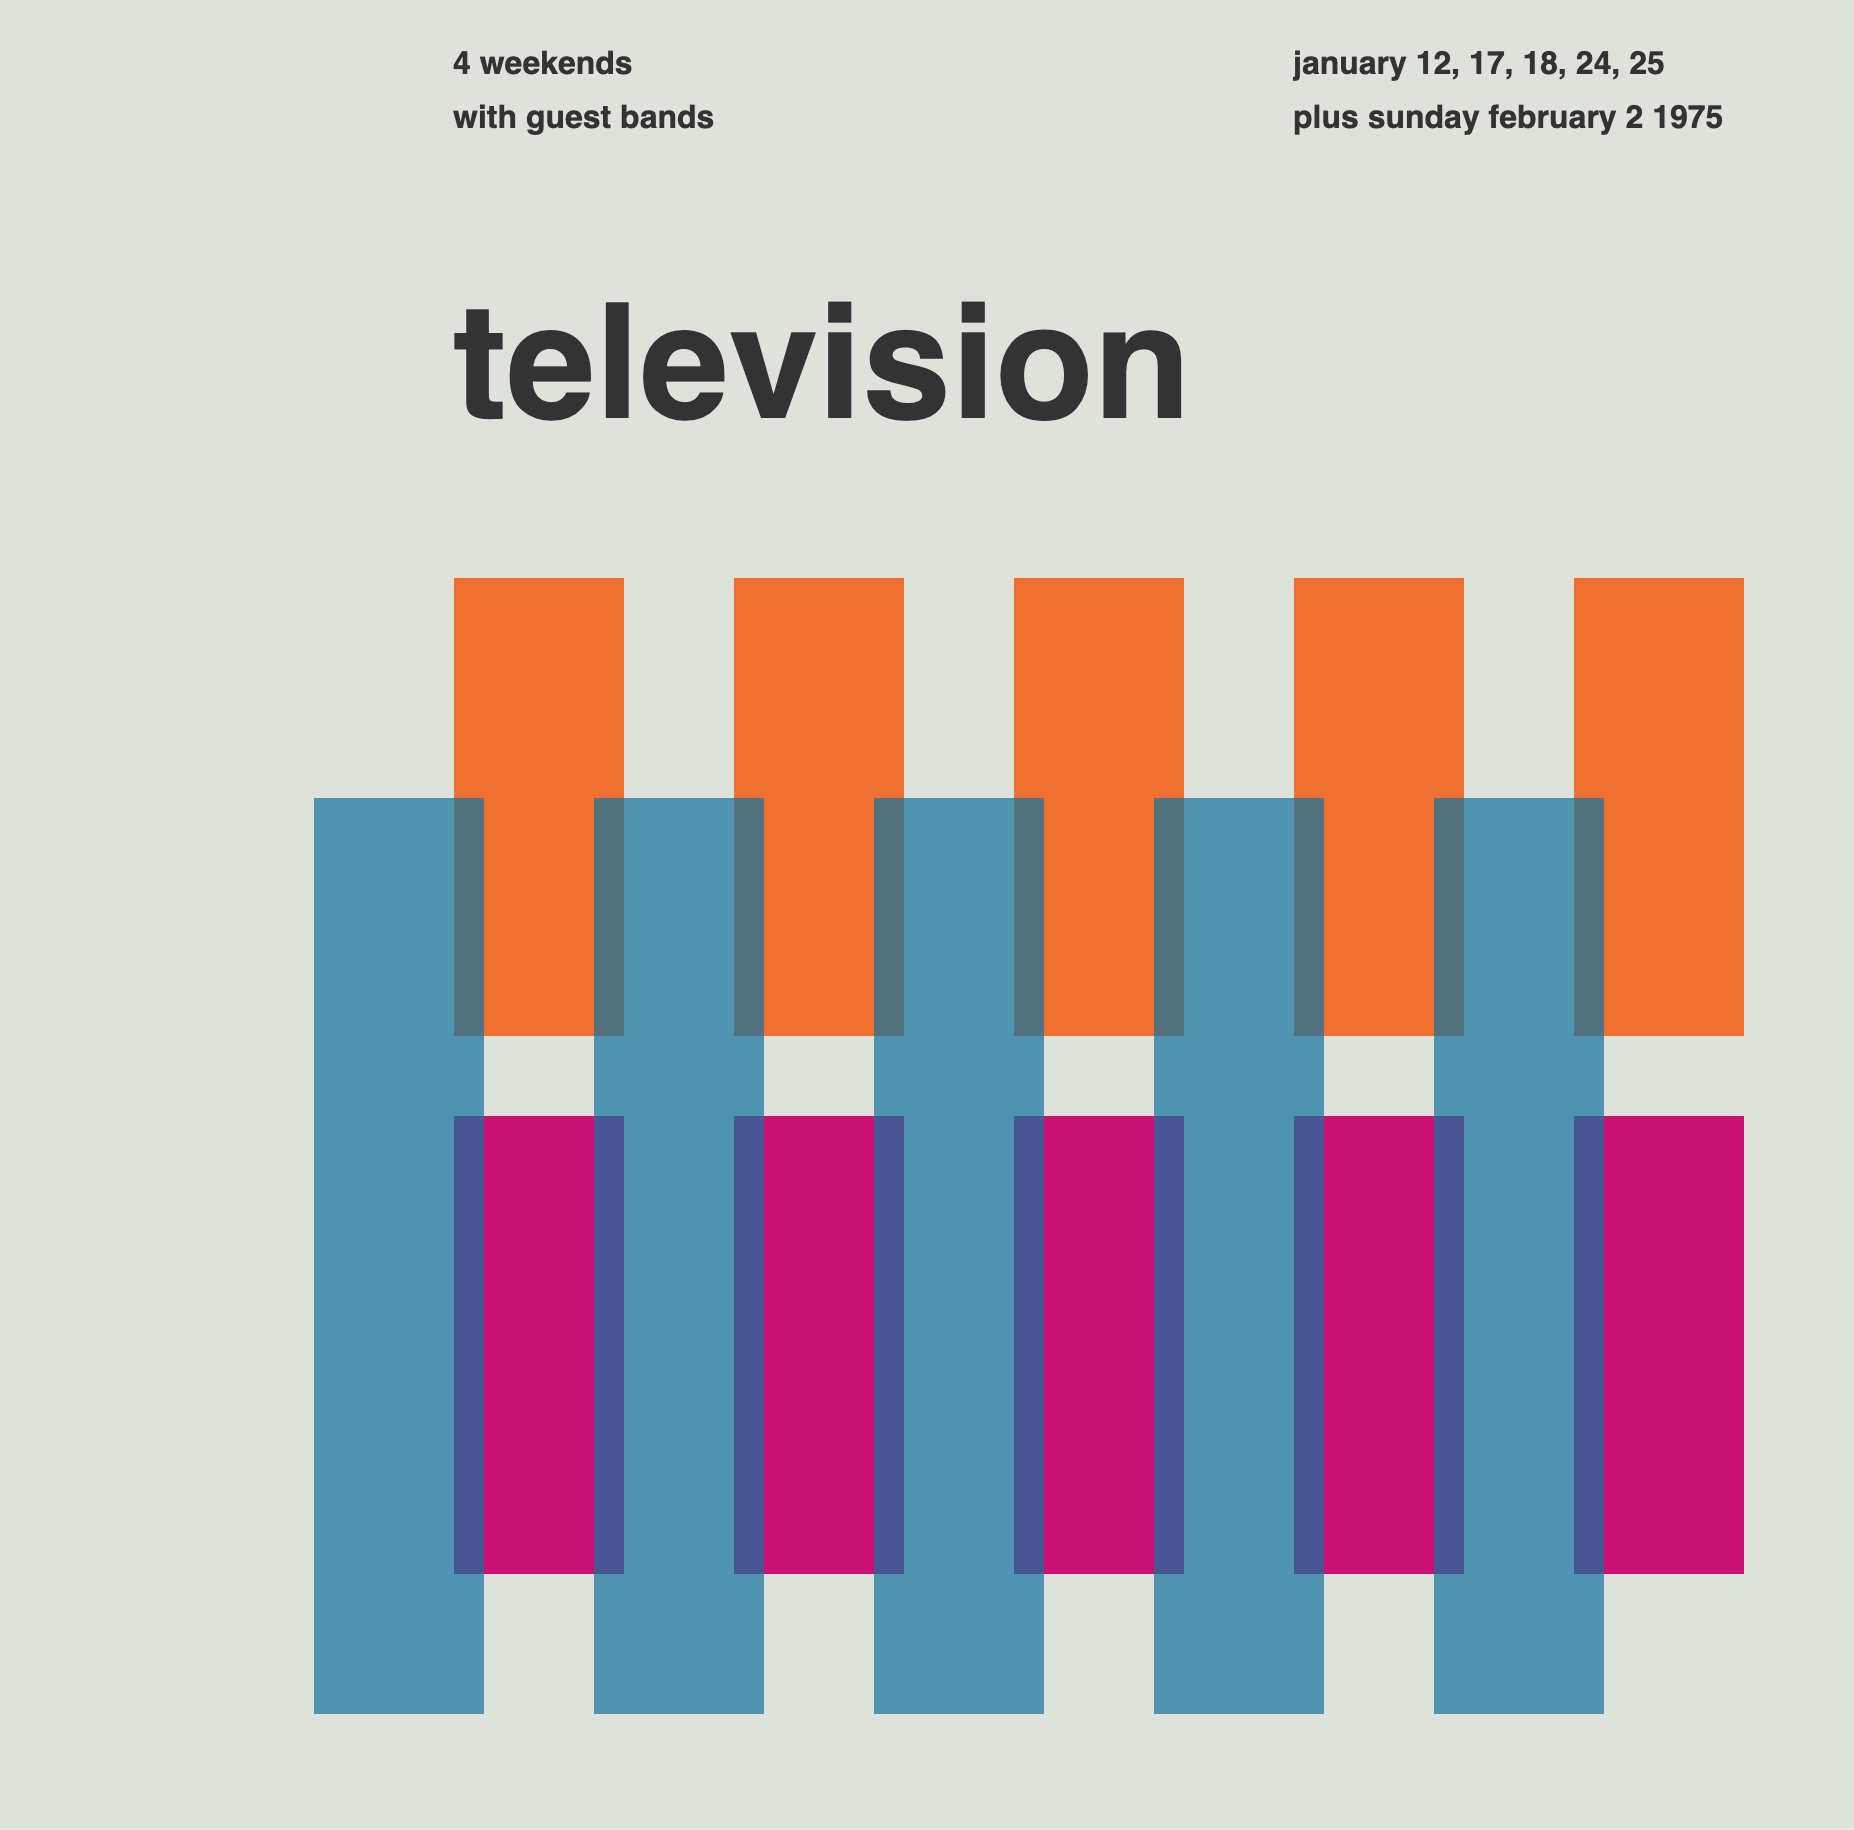 4 weekends
with guest bands
january 12, 17, 18, 24, 25
plus sunday february 2 1975
television